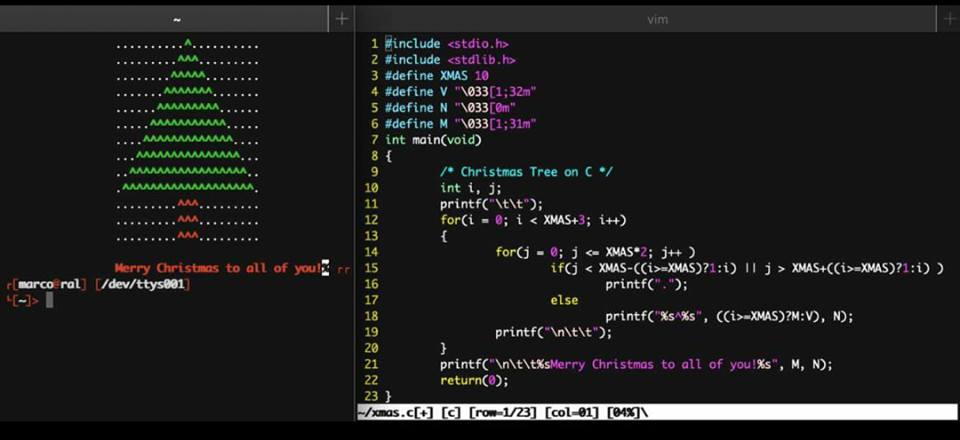 ~ +
..........^..........
.........^^^.........
........^^^^^........
.......^^^^^^^.......
......^^^^^^^^^......
.....^^^^^^^^^^^.....
....^^^^^^^^^^^^^....
...^^^^^^^^^^^^^^^...
..^^^^^^^^^^^^^^^^^..
.^^^^^^^^^^^^^^^^^^^.
.........^^^.........
.........^^^.........
.........^^^.........
Merry Christmas to all of you!%
┌[marco@ral] [/dev/ttys001]
└[~]>
vim +
1 #include <stdio.h>
2 #include <stdlib.h>
3 #define XMAS 10
4 #define V "\033[1;32m"
5 #define N "\033[0m"
6 #define M "\033[1;31m"
7 int main(void)
8 {
9 /* Christmas Tree on C */
10 int i, j;
11 printf("\t\t");
12 for(i = 0; i < XMAS+3; i++)
13 {
14 for(j = 0; j <= XMAS*2; j++ )
15 if(j < XMAS-((i>=XMAS)?1:i) || j > XMAS+((i>=XMAS)?1:i) )
16 printf(".");
17 else
18 printf("%s^%s", ((i>=XMAS)?M:V), N);
19 printf("\n\t\t");
20 }
21 printf("\n\t\t%sMerry Christmas to all of you!%s", M, N);
22 return(0);
23 }
~/xmas.c[+] [c] [row=1/23] [col=01] [04%]\